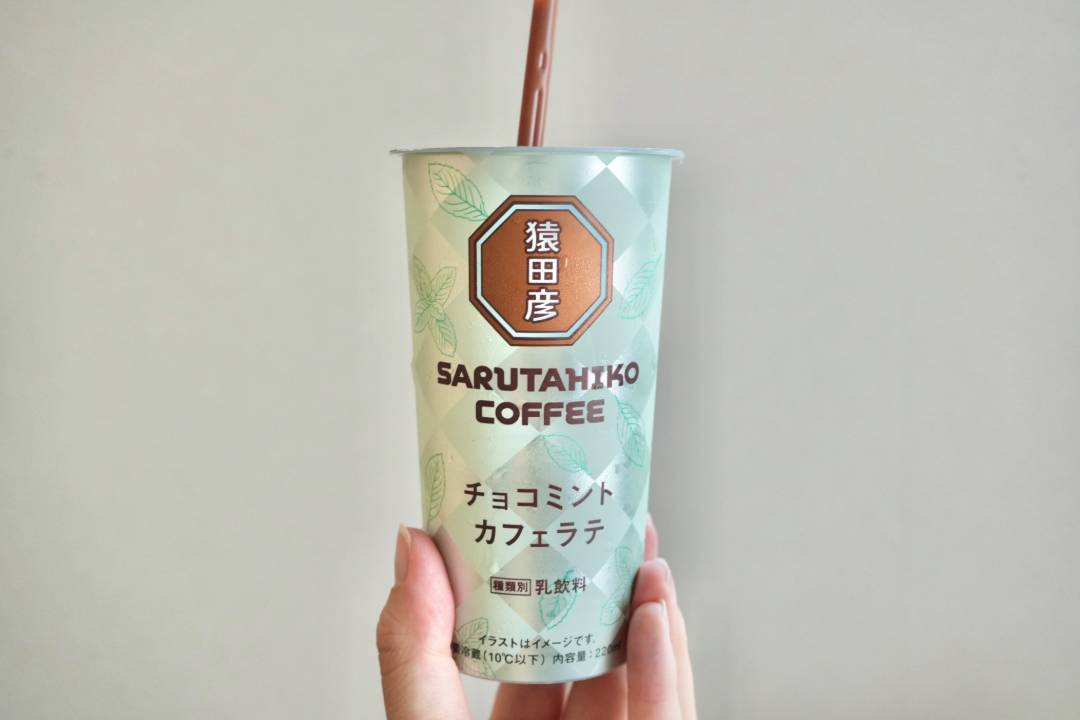 猿田彦
SARUTAHIKO
COFFEE
チョコミント
カフェラテ
種類別 乳飲料
イラストはイメージです。
冷蔵(10℃以下) 内容量:220ml